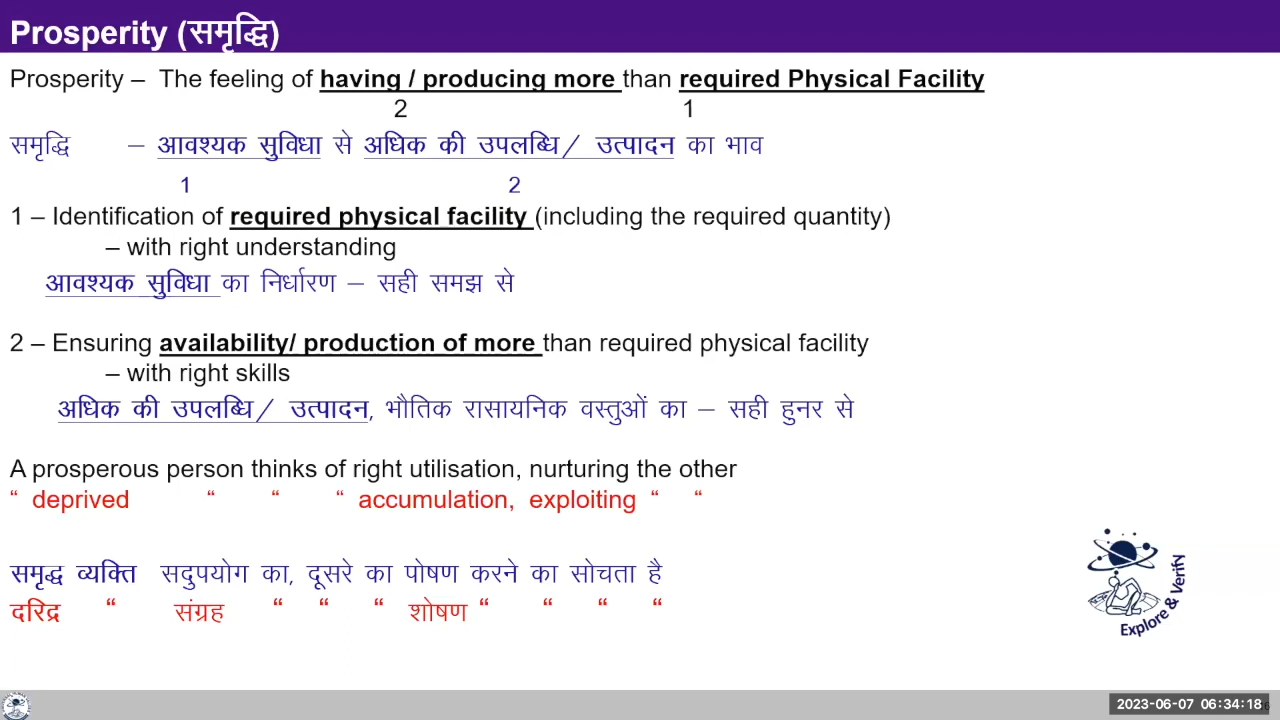 Prosperity (समृद्धि)
Prosperity – The feeling of having / producing more than required Physical Facility
2 1
समृद्धि – आवश्यक सुविधा से अधिक की उपलब्धि/ उत्पादन का भाव
1 2
1 – Identification of required physical facility (including the required quantity)
– with right understanding
आवश्यक सुविधा का निर्धारण – सही समझ से
2 – Ensuring availability/ production of more than required physical facility
– with right skills
अधिक की उपलब्धि/ उत्पादन, भौतिक रासायनिक वस्तुओं का – सही हुनर से
A prosperous person thinks of right utilisation, nurturing the other
“ deprived “ “ “ accumulation, exploiting “ “
समृद्ध व्यक्ति सदुपयोग का, दूसरे का पोषण करने का सोचता है
दरिद्र “ संग्रह “ “ “ शोषण “ “ “ “
Explore & Verify
2023-06-07 06:34:18